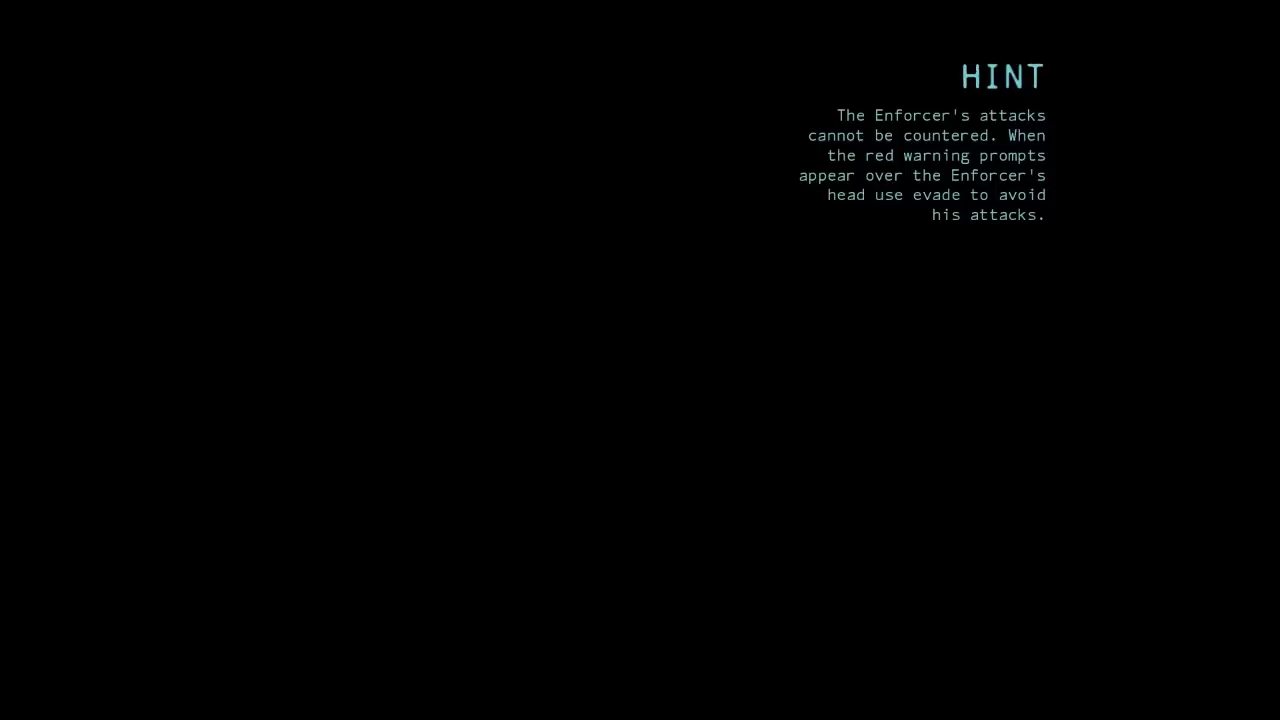 HINT
The Enforcer's attacks
cannot be countered. When
the red warning prompts
appear over the Enforcer's
head use evade to avoid
his attacks.